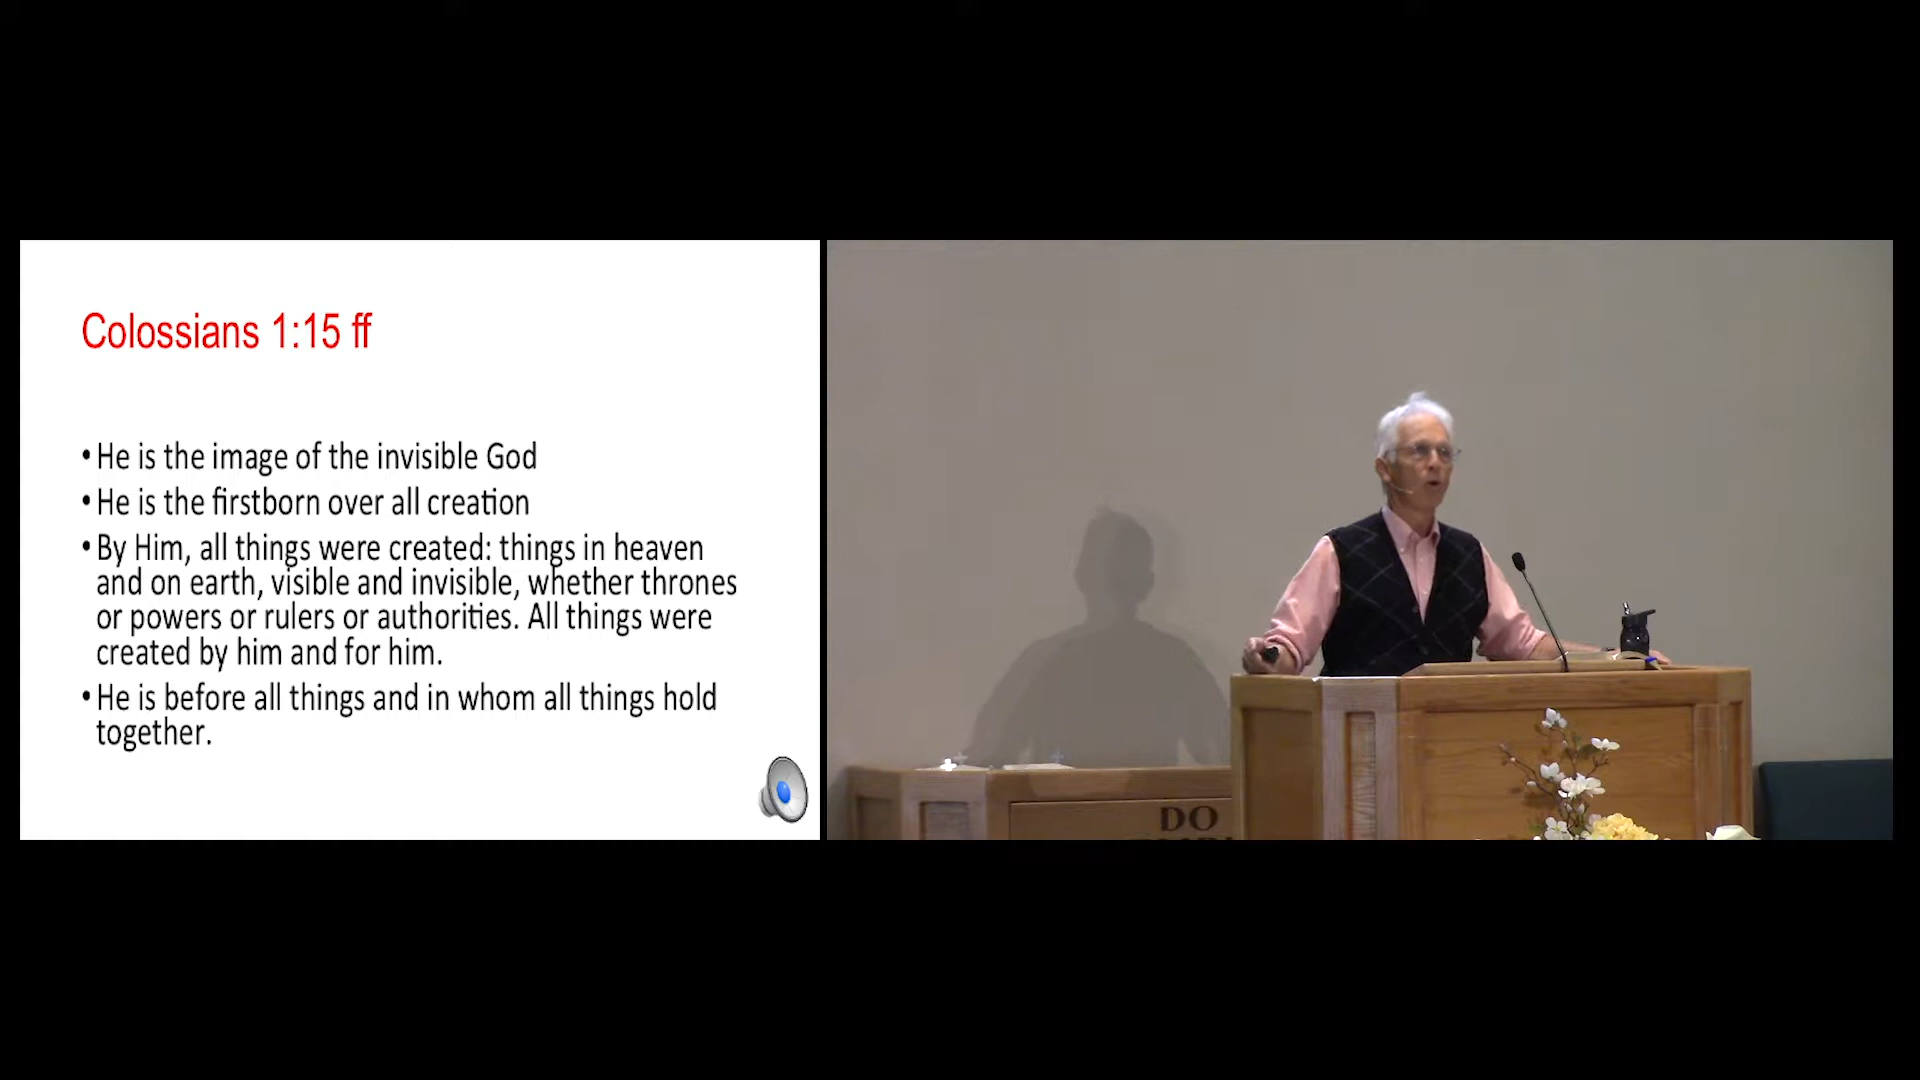 Colossians 1:15 ff
• He is the image of the invisible God
• He is the firstborn over all creation
• By Him, all things were created: things in heaven
and on earth, visible and invisible, whether thrones
or powers or rulers or authorities. All things were
created by him and for him.
• He is before all things and in whom all things hold
together.
DO